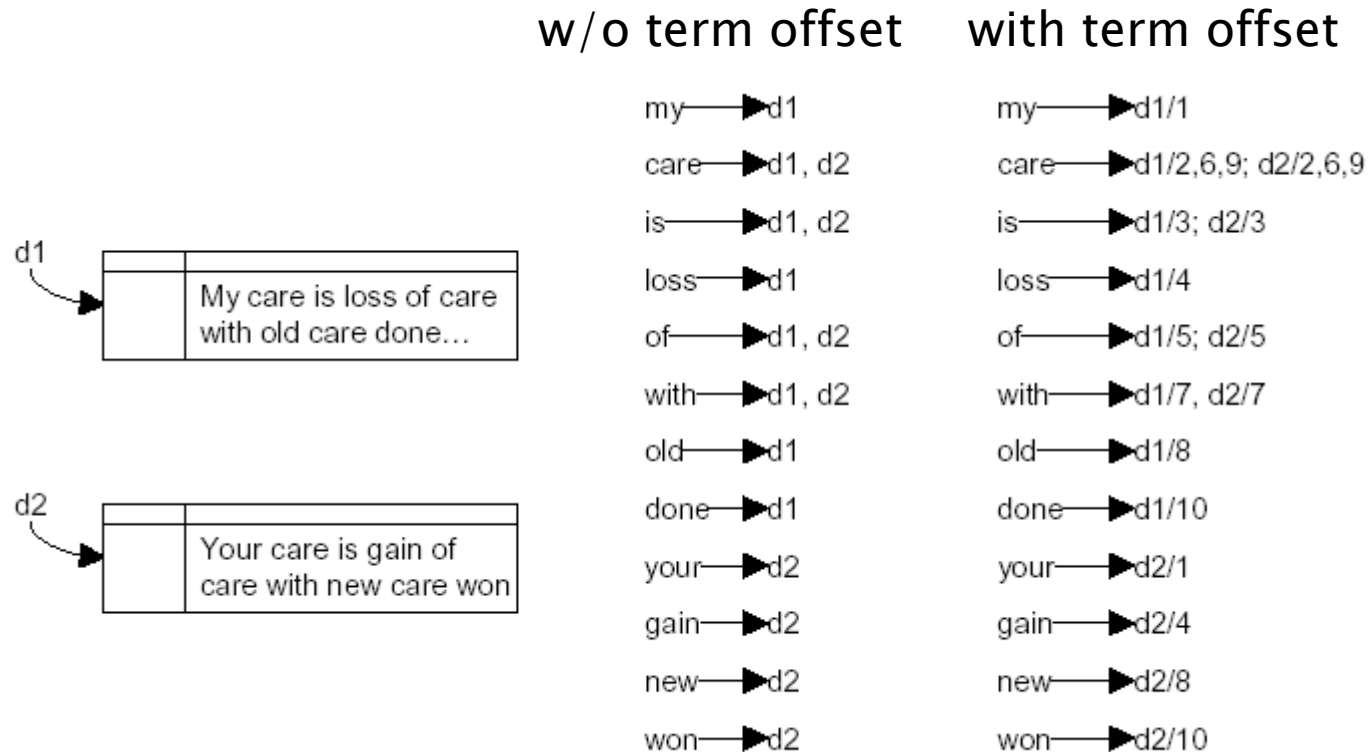 w/o term offset with term offset
my d1 my d1/1
care d1, d2 care d1/2,6,9; d2/2,6,9
is d1, d2 is d1/3; d2/3
d1
loss d1 loss d1/4
My care is loss of care
with old care done...
of d1, d2 of d1/5; d2/5
with d1, d2 with d1/7, d2/7
old d1 old d1/8
d2
done d1 done d1/10
Your care is gain of
care with new care won
your d2 your d2/1
gain d2 gain d2/4
new d2 new d2/8
won d2 won d2/10